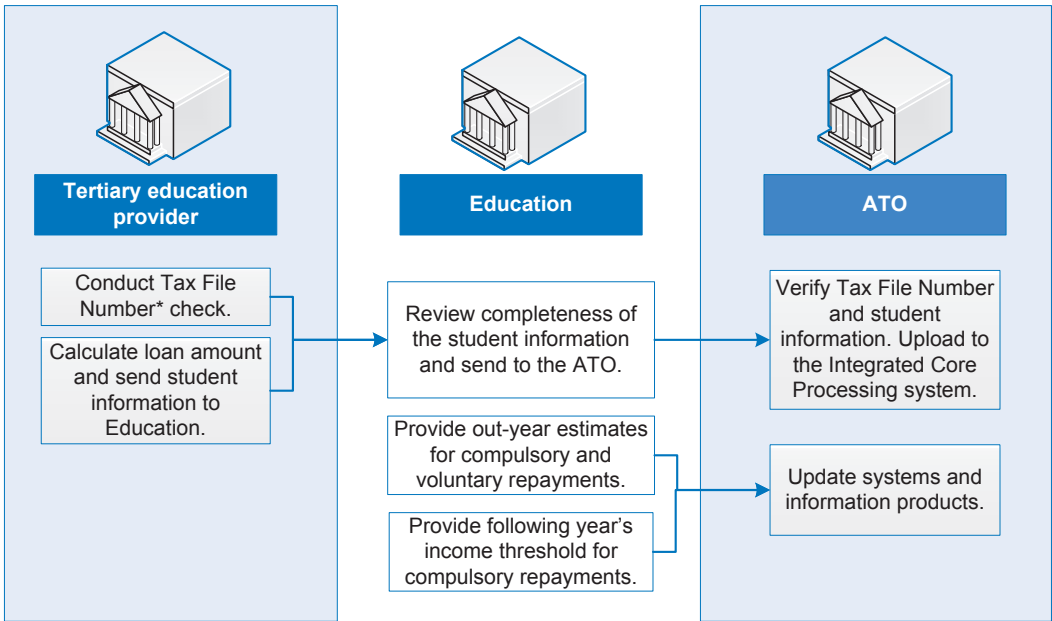 Tertiary education
provider
Conduct Tax File
Number* check.
Calculate loan amount
and send student
information to
Education.
Education
Review completeness of
the student information
and send to the ATO.
Provide out-year estimates
for compulsory and
voluntary repayments.
Provide following year's
income threshold for
compulsory repayments.
ATO
Verify Tax File Number
and student
information. Upload to
the Integrated Core
Processing system.
Update systems and
information products.